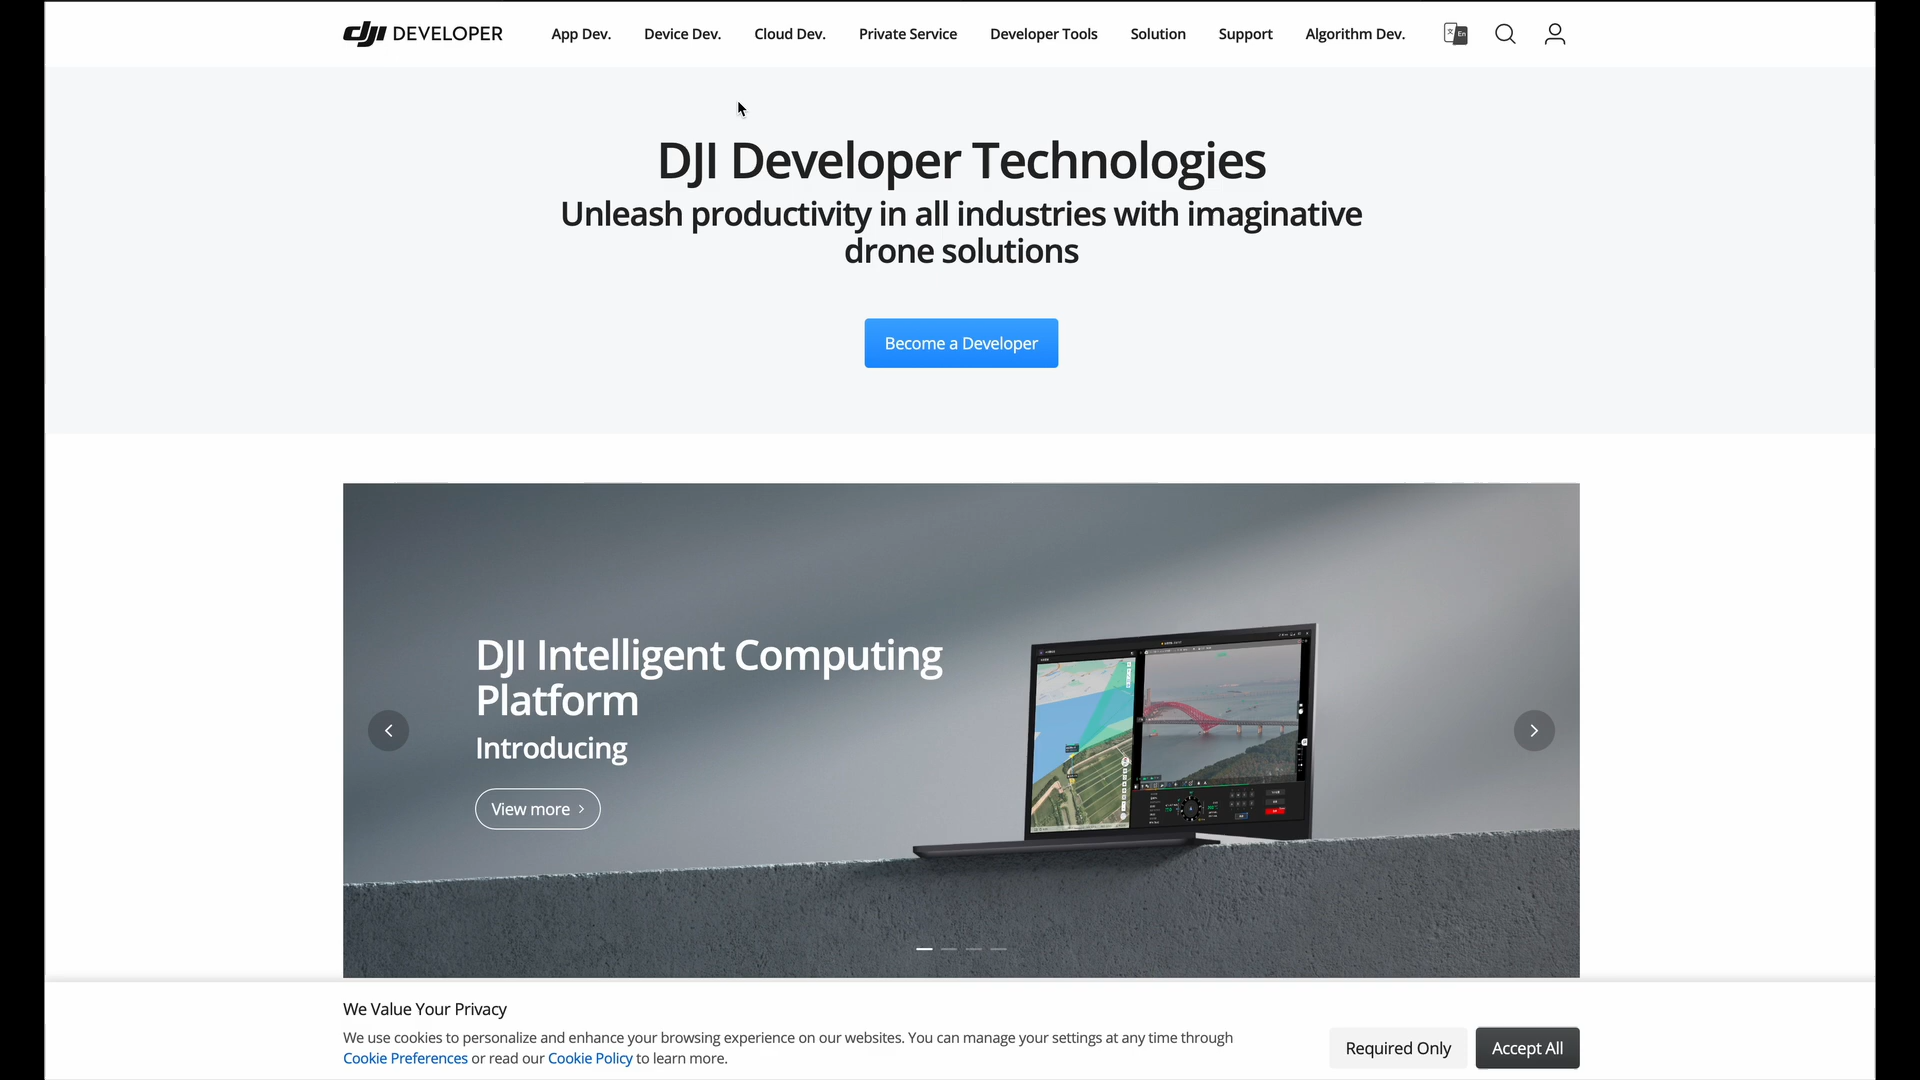 dji DEVELOPER
App Dev. Device Dev. Cloud Dev. Private Service Developer Tools Solution Support Algorithm Dev. En
DJI Developer Technologies
Unleash productivity in all industries with imaginative
drone solutions
Become a Developer
DJI Intelligent Computing
Platform
Introducing
View more
We Value Your Privacy
We use cookies to personalize and enhance your browsing experience on our websites. You can manage your settings at any time through
Cookie Preferences or read our Cookie Policy to learn more.
Required Only
Accept All